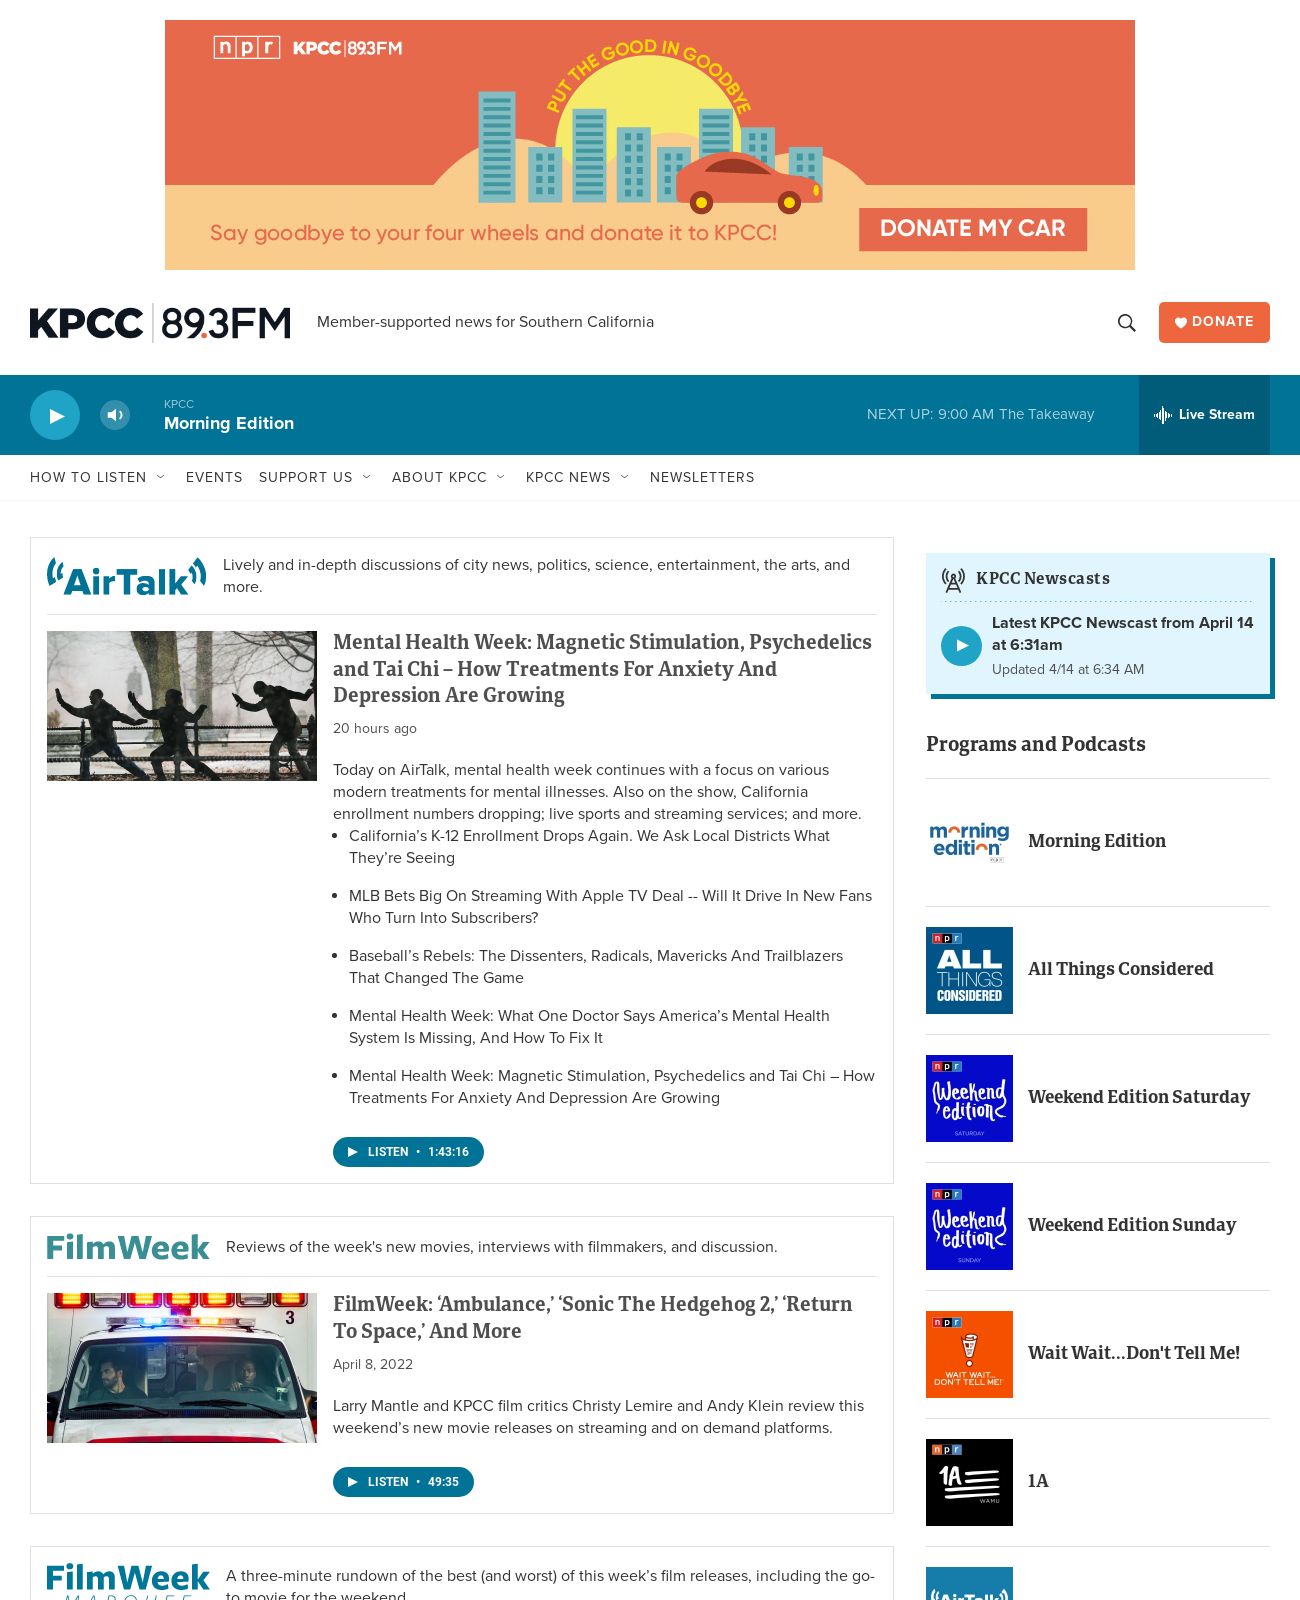 npr KPCC 89.3FM
PUT THE GOOD IN GOODBYE
Say goodbye to your four wheels and donate it to KPCC!
DONATE MY CAR
KPCC 89.3FM
Member-supported news for Southern California
DONATE
KPCC
Morning Edition
NEXT UP: 9:00 AM The Takeaway
Live Stream
HOW TO LISTEN
EVENTS
SUPPORT US
ABOUT KPCC
KPCC NEWS
NEWSLETTERS
AirTalk
Lively and in-depth discussions of city news, politics, science, entertainment, the arts, and
more.
Mental Health Week: Magnetic Stimulation, Psychedelics
and Tai Chi – How Treatments For Anxiety And
Depression Are Growing
20 hours ago
Today on AirTalk, mental health week continues with a focus on various
modern treatments for mental illnesses. Also on the show, California
enrollment numbers dropping; live sports and streaming services; and more.
• California’s K-12 Enrollment Drops Again. We Ask Local Districts What
They’re Seeing
• MLB Bets Big On Streaming With Apple TV Deal -- Will It Drive In New Fans
Who Turn Into Subscribers?
• Baseball’s Rebels: The Dissenters, Radicals, Mavericks And Trailblazers
That Changed The Game
• Mental Health Week: What One Doctor Says America’s Mental Health
System Is Missing, And How To Fix It
• Mental Health Week: Magnetic Stimulation, Psychedelics and Tai Chi – How
Treatments For Anxiety And Depression Are Growing
LISTEN • 1:43:16
FilmWeek
Reviews of the week's new movies, interviews with filmmakers, and discussion.
3
FilmWeek: ‘Ambulance,’ ‘Sonic The Hedgehog 2,’ ‘Return
To Space,’ And More
April 8, 2022
Larry Mantle and KPCC film critics Christy Lemire and Andy Klein review this
weekend’s new movie releases on streaming and on demand platforms.
LISTEN • 49:35
FilmWeek
MARQUEE
A three-minute rundown of the best (and worst) of this week’s film releases, including the go-
to movie for the weekend.
KPCC Newscasts
Latest KPCC Newscast from April 14
at 6:31am
Updated 4/14 at 6:34 AM
Programs and Podcasts
morning
edition
npr
Morning Edition
npr
ALL
THINGS
CONSIDERED
All Things Considered
npr
Weekend
edition
SATURDAY
Weekend Edition Saturday
npr
Weekend
edition
SUNDAY
Weekend Edition Sunday
npr
WAIT WAIT...
DON'T TELL ME!
Wait Wait...Don't Tell Me!
npr
1A
WAMU
1A
AirTalk